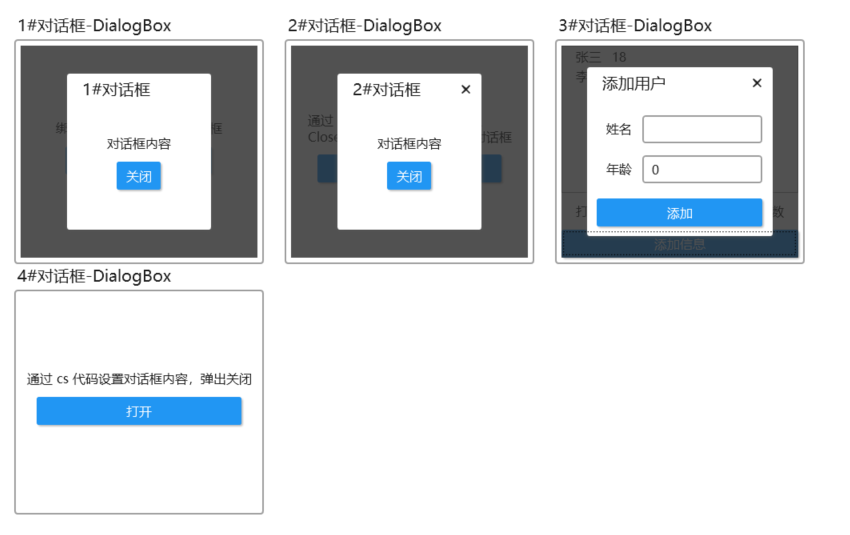 1#对话框-DialogBox
2#对话框-DialogBox
3#对话框-DialogBox
1#对话框
对话框内容
关闭
框
2#对话框
对话框内容
关闭
通过
Close
对话框
张三 18
李
添加用户
姓名
年龄 0
添加
打
数
添加信息
4#对话框-DialogBox
通过 cs 代码设置对话框内容，弹出关闭
打开